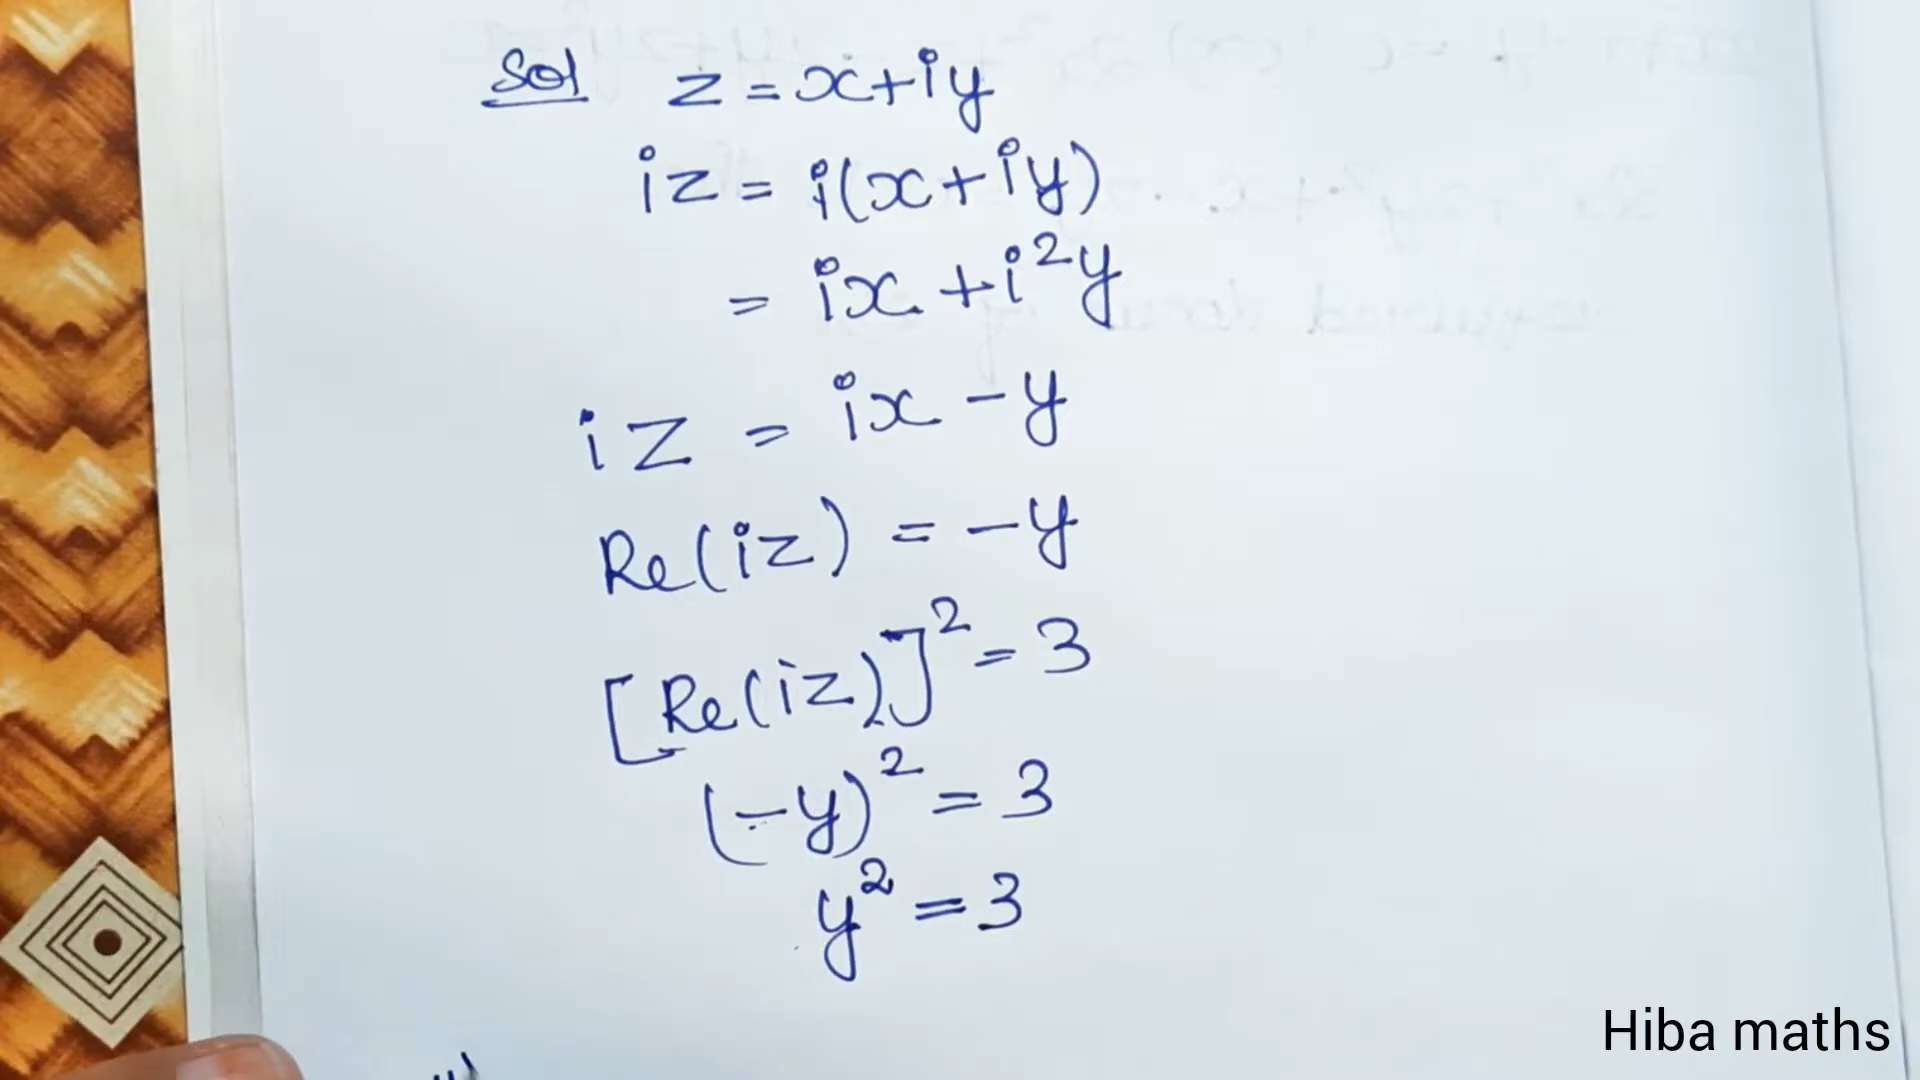 Sol z = x+iy
iz = i(x+iy)
= ix + i²y
iz = ix - y
Re(iz) = -y
[Re(iz)]² = 3
(-y)² = 3
y² = 3
Hiba maths